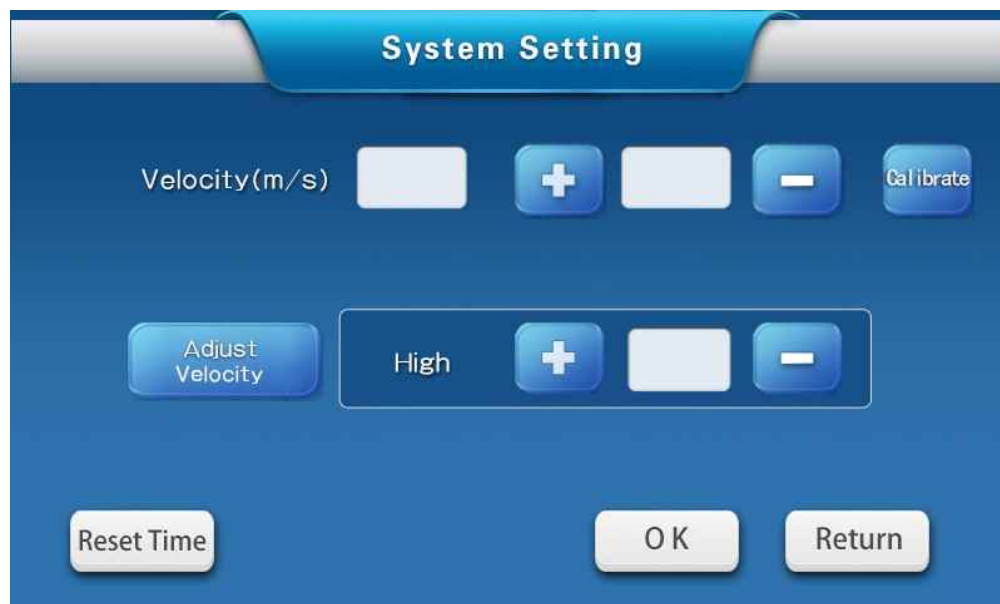 System Setting
Velocity(m/s)
+
-
Calibrate
Adjust
Velocity
High
+
-
Reset Time
OK
Return